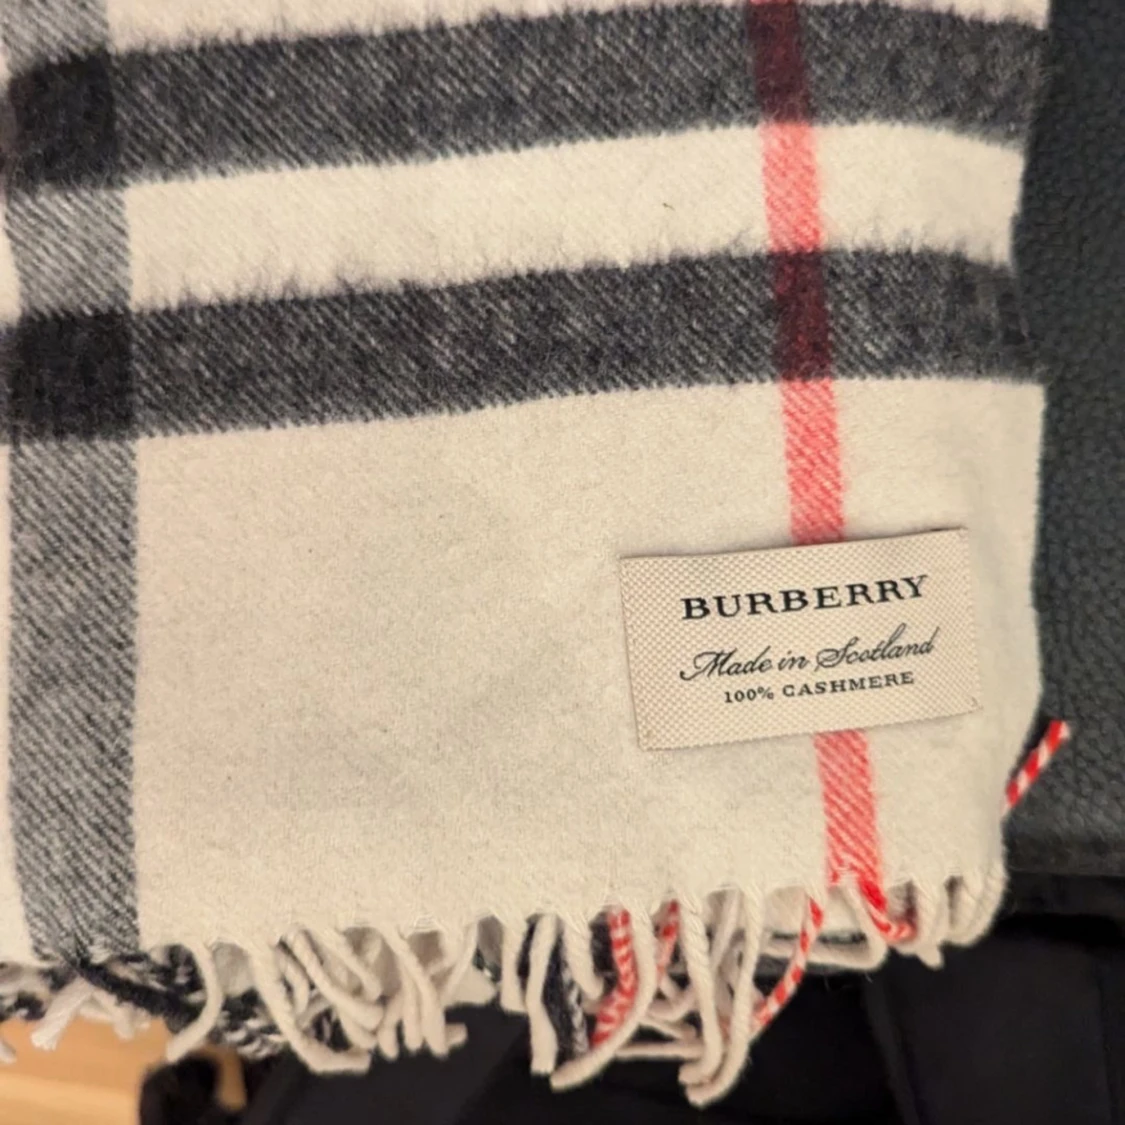 BURBERRY
Made in Scotland
100% CASHMERE